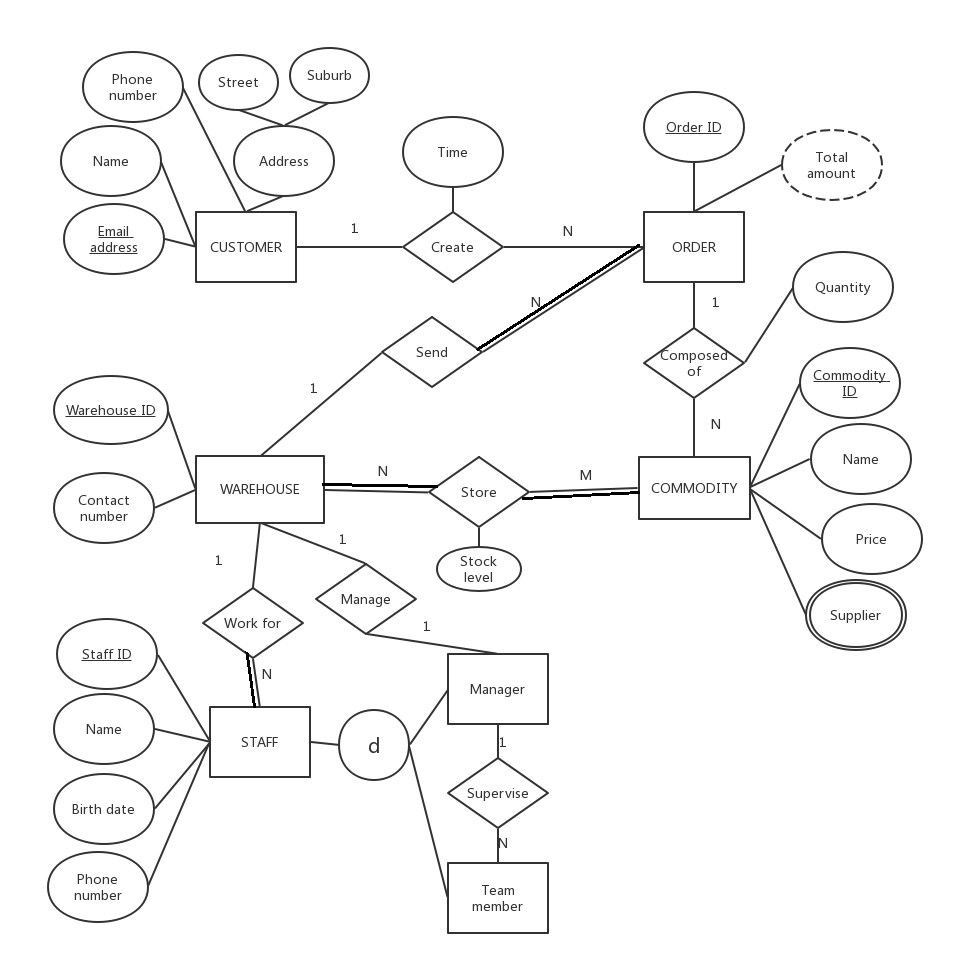 Phone
number
Street
Suburb
Name
Address
Time
Order ID
Total
amount
Email
address
CUSTOMER
1
Create
N
ORDER
Quantity
N
1
Send
Composed
of
1
Commodity
ID
Warehouse ID
N
Name
WAREHOUSE
N
Store
M
COMMODITY
Contact
number
Price
1
1
Stock
level
Manage
Supplier
Work for
1
Staff ID
N
Manager
Name
STAFF
d
1
Supervise
Birth date
N
Phone
number
Team
member